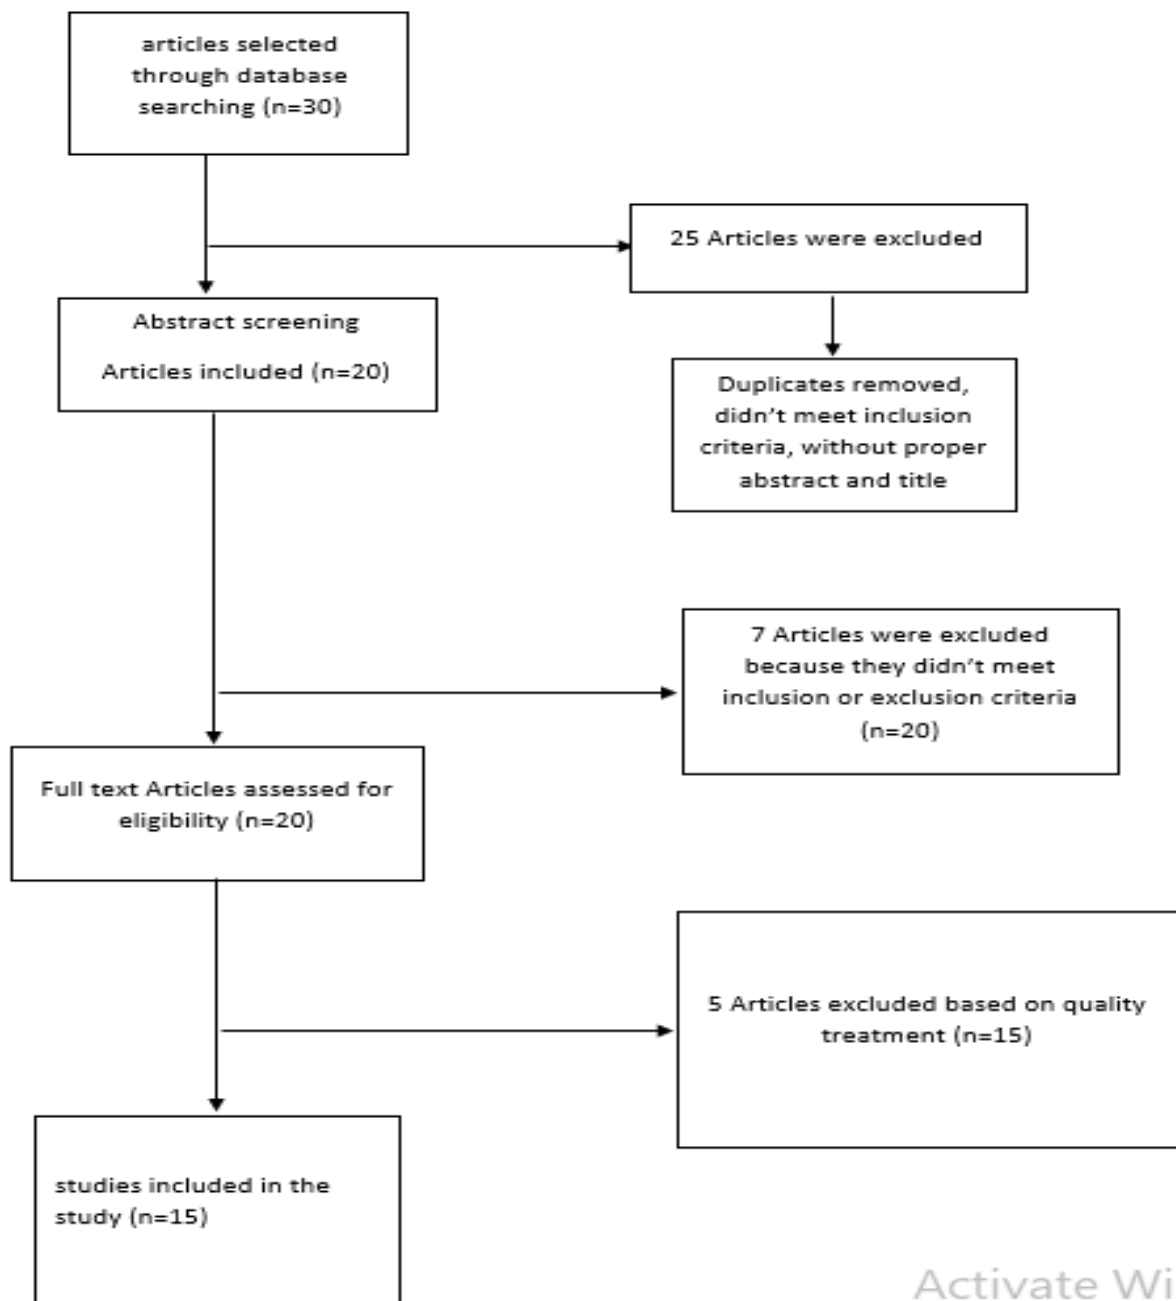 articles selected
through database
searching (n=30)
25 Articles were excluded
Abstract screening
Articles included (n=20)
Duplicates removed,
didn't meet inclusion
criteria, without proper
abstract and title
7 Articles were excluded
because they didn't meet
inclusion or exclusion criteria
(n=20)
Full text Articles assessed for
eligibility (n=20)
5 Articles excluded based on quality
treatment (n=15)
studies included in the
study (n=15)
Activate Wi